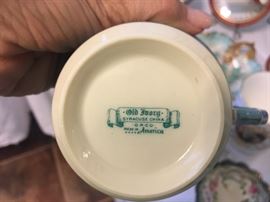 Old Ivory
SYRACUSE CHINA
O.P.CO.
MADE IN America